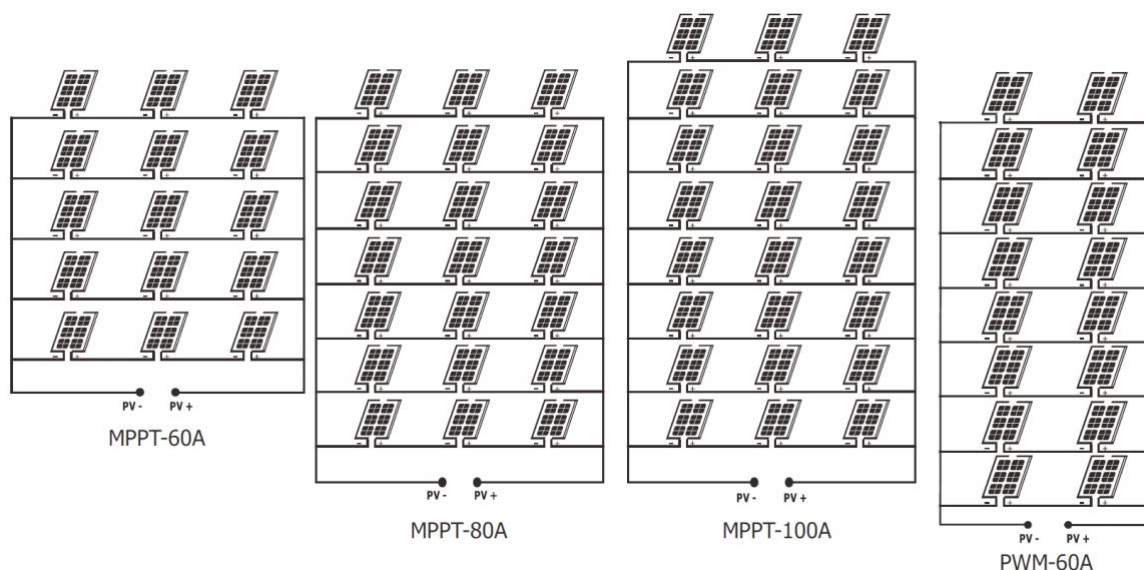 PV - PV +
MPPT-60A
PV - PV +
MPPT-80A
PV - PV +
MPPT-100A
PV - PV +
PWM-60A